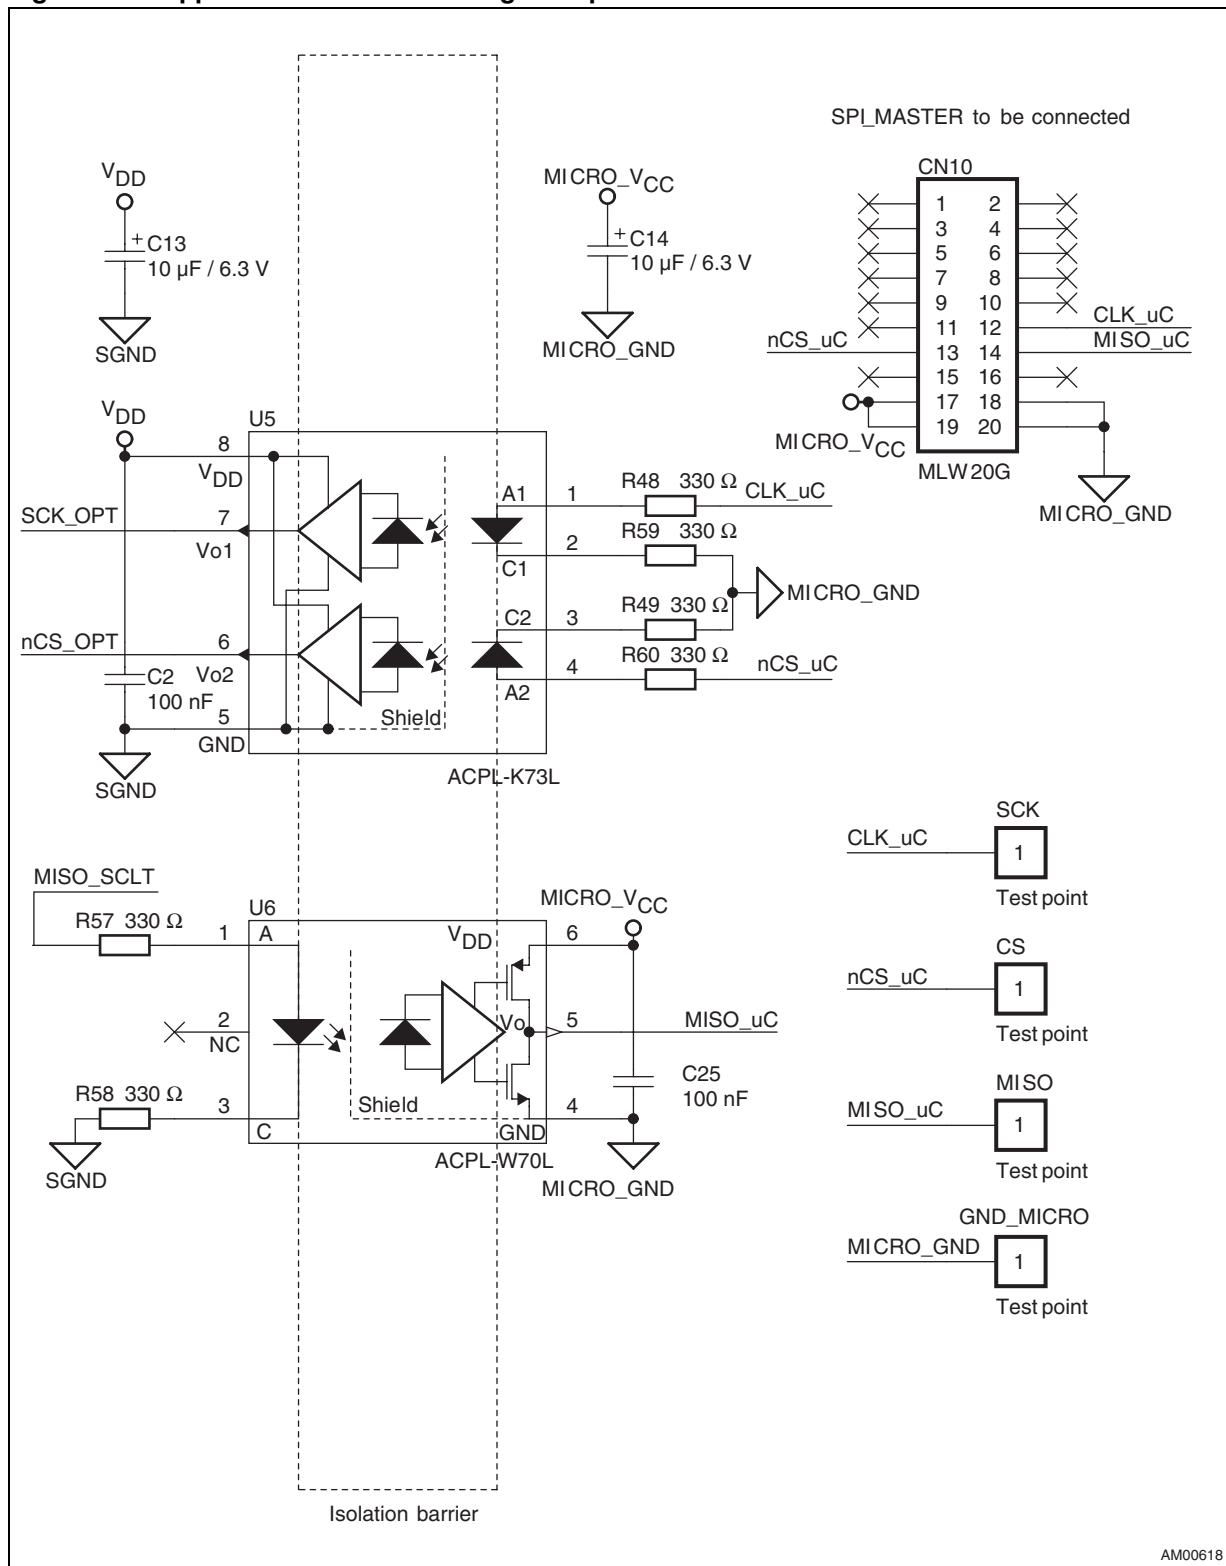 SPI_MASTER to be connected
CN10
1 2
3 4
5 6
7 8
9 10
11 12
13 14
15 16
17 18
19 20
CLK_uC
nCS_uC
MISO_uC
MICRO_VCC
MLW20G
MICRO_GND
VDD
+ C13
10 µF / 6.3 V
SGND
MICRO_VCC
+ C14
10 µF / 6.3 V
MICRO_GND
VDD
U5
8
VDD
SCK_OPT
7
Vo1
nCS_OPT
6
Vo2
C2
100 nF
5
GND
SGND
Shield
A1
1
R48 330 Ω
CLK_uC
2
R59 330 Ω
C1
MICRO_GND
C2
3
R49 330 Ω
4
R60 330 Ω
nCS_uC
A2
ACPL-K73L
MISO_SCLT
R57 330 Ω
U6
1
A
2
NC
R58 330 Ω
3
C
SGND
Shield
VDD
6
MICRO_VCC
Vo
5
MISO_uC
C25
100 nF
4
GND
ACPL-W70L
MICRO_GND
SCK
CLK_uC
1
Test point
CS
nCS_uC
1
Test point
MISO
MISO_uC
1
Test point
GND_MICRO
MICRO_GND
1
Test point
Isolation barrier
AM00618